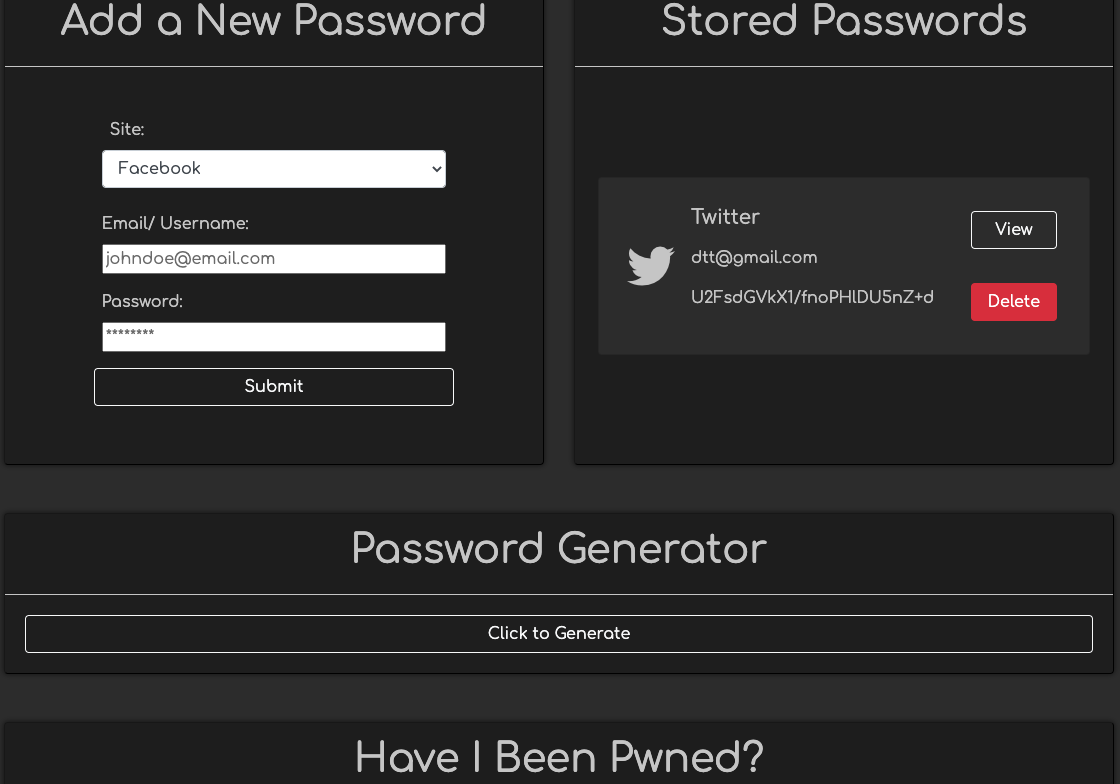 Add a New Password
Site:
Facebook
Email/ Username:
johndoe@email.com
Password:
********
Submit
Stored Passwords
Twitter
dtt@gmail.com
U2FsdGVkX1/fnoPHlDU5nZ+d
View
Delete
Password Generator
Click to Generate
Have I Been Pwned?